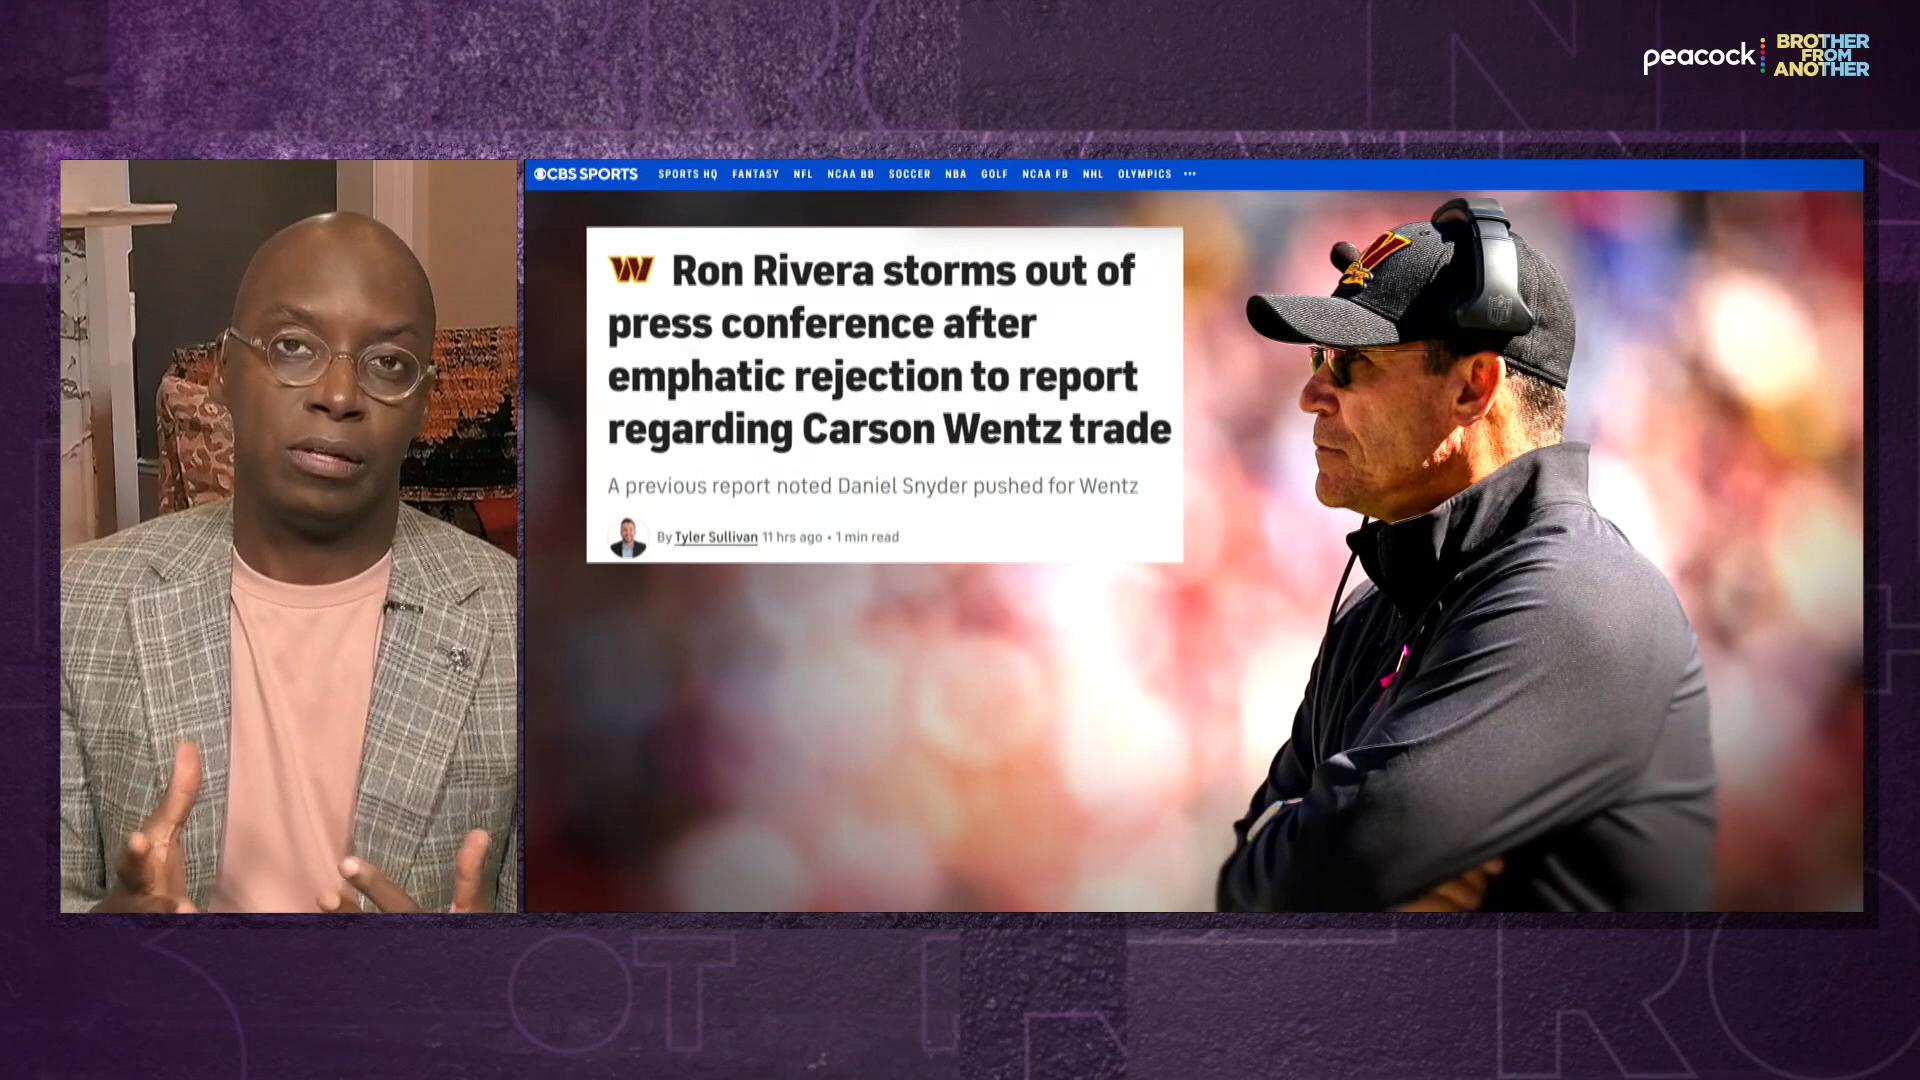 peacock
BROTHER
FROM
ANOTHER
CBS SPORTS SPORTS HQ FANTASY NFL NCAA BB SOCCER NBA GOLF NCAA FB NHL OLYMPICS •••
W Ron Rivera storms out of
press conference after
emphatic rejection to report
regarding Carson Wentz trade
A previous report noted Daniel Snyder pushed for Wentz
By Tyler Sullivan 11 hrs ago • 1 min read